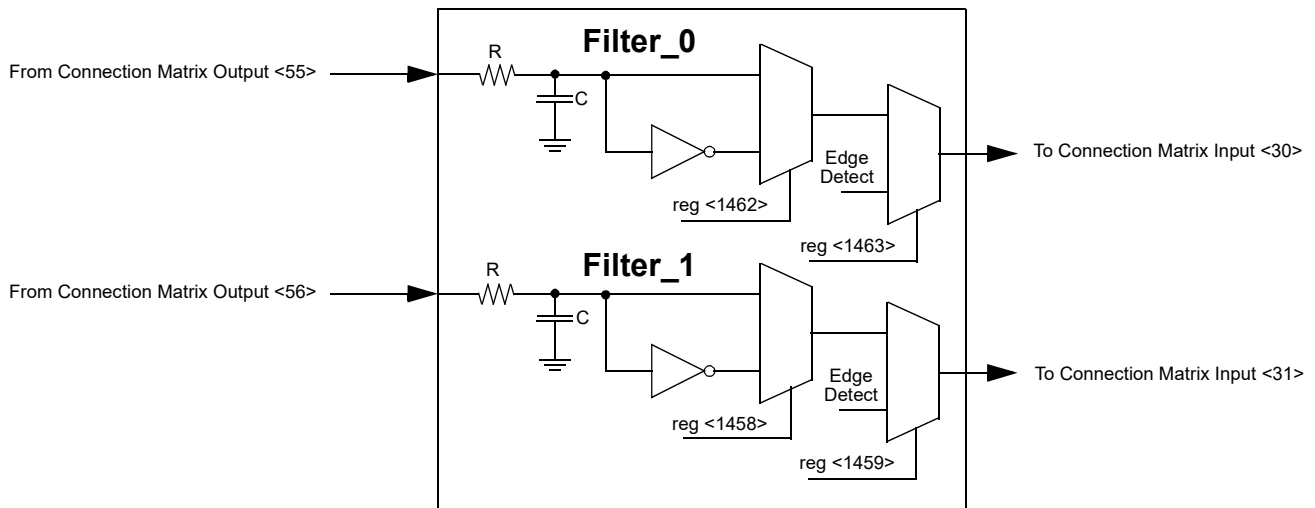 Filter_0
R
From Connection Matrix Output <55>
C
To Connection Matrix Input <30>
Edge
Detect
reg <1462>
reg <1463>
Filter_1
R
From Connection Matrix Output <56>
C
To Connection Matrix Input <31>
Edge
Detect
reg <1458>
reg <1459>